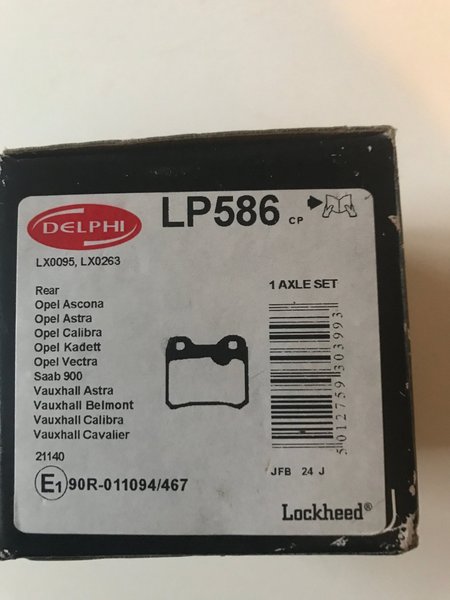 DELPHI
LP586 CP
LX0095, LX0263
Rear
Opel Ascona
Opel Astra
Opel Calibra
Opel Kadett
Opel Vectra
Saab 900
Vauxhall Astra
Vauxhall Belmont
Vauxhall Calibra
Vauxhall Cavalier
21140
E1 90R-011094/467
1 AXLE SET
5012759303993
JFB 24 J
Lockheed®